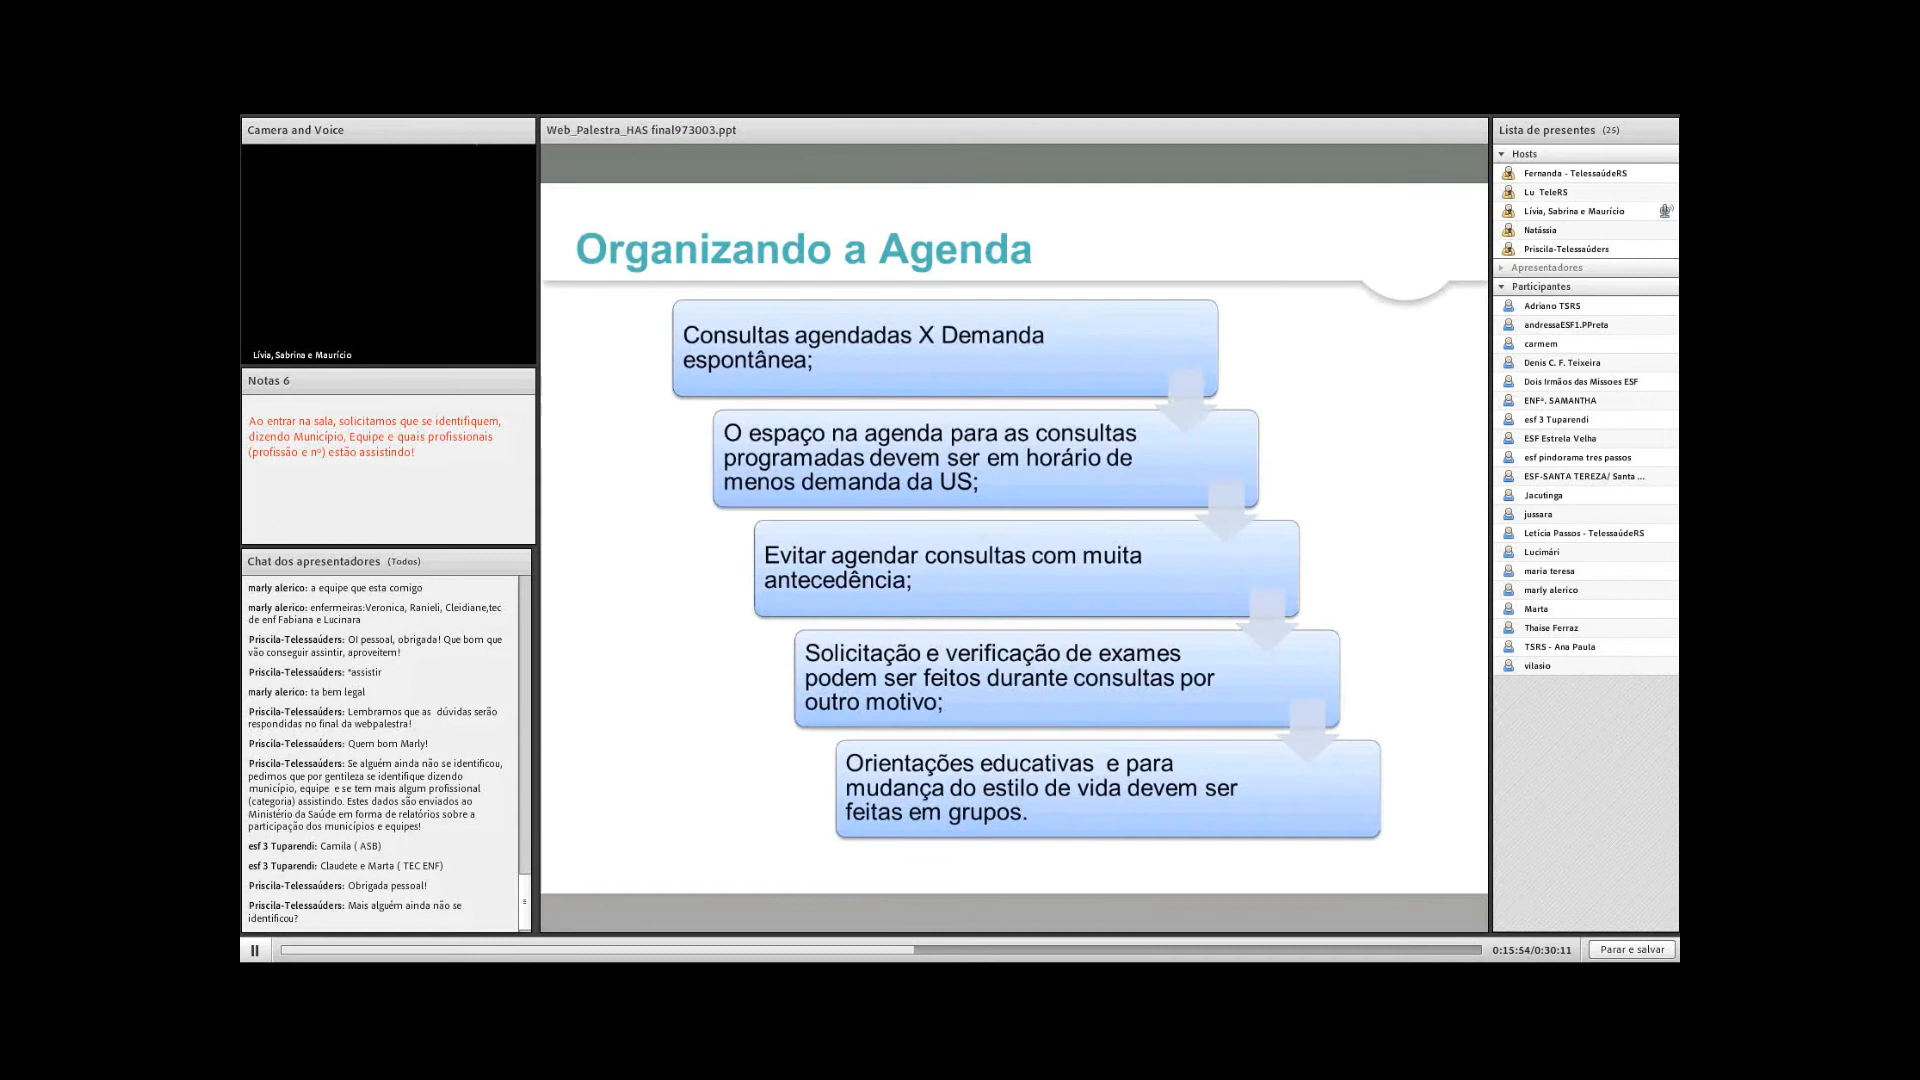 Camera and Voice
Lívia, Sabrina e Maurício
Notas 6
Ao entrar na sala, solicitamos que se identifiquem,
dizendo Município, Equipe e quais profissionais
(profissão e nº) estão assistindo!
Chat dos apresentadores (Todos)
marly alerico: a equipe que esta comigo
marly alerico: enfermeiras:Veronica, Ranieli, Cleidiane,tec
de enf Fabiana e Lucinara
Priscila-Telessaúders: OI pessoal, obrigada! Que bom que
vão conseguir assintir, aproveitem!
Priscila-Telessaúders: *assistir
marly alerico: ta bem legal
Priscila-Telessaúders: Lembramos que as dúvidas serão
respondidas no final da webpalestra!
Priscila-Telessaúders: Quem bom Marly!
Priscila-Telessaúders: Se alguém ainda não se identificou,
pedimos que por gentileza se identifique dizendo
município, equipe e se tem mais algum profissional
(categoria) assistindo. Estes dados são enviados ao
Ministério da Saúde em forma de relatórios sobre a
participação dos municípios e equipes!
esf 3 Tuparendi: Camila ( ASB)
esf 3 Tuparendi: Claudete e Marta ( TEC ENF)
Priscila-Telessaúders: Obrigada pessoal!
Priscila-Telessaúders: Mais alguém ainda não se
identificou?
Web_Palestra_HAS final973003.ppt
Organizando a Agenda
Consultas agendadas X Demanda
espontânea;
O espaço na agenda para as consultas
programadas devem ser em horário de
menos demanda da US;
Evitar agendar consultas com muita
antecedência;
Solicitação e verificação de exames
podem ser feitos durante consultas por
outro motivo;
Orientações educativas e para
mudança do estilo de vida devem ser
feitas em grupos.
Lista de presentes (25)
Hosts
Fernanda - TelessaúdeRS
Lu TeleRS
Lívia, Sabrina e Maurício
Natássia
Priscila-Telessaúders
Apresentadores
Participantes
Adriano TSRS
andressaESF1.PPreta
carmem
Denis C. F. Teixeira
Dois Irmãos das Missoes ESF
ENFª. SAMANTHA
esf 3 Tuparendi
ESF Estrela Velha
esf pindorama tres passos
ESF-SANTA TEREZA/ Santa ...
Jacutinga
jussara
Letícia Passos - TelessaúdeRS
Lucimári
maria teresa
marly alerico
Marta
Thaise Ferraz
TSRS - Ana Paula
vilasio
0:15:54/0:30:11
Parar e salvar